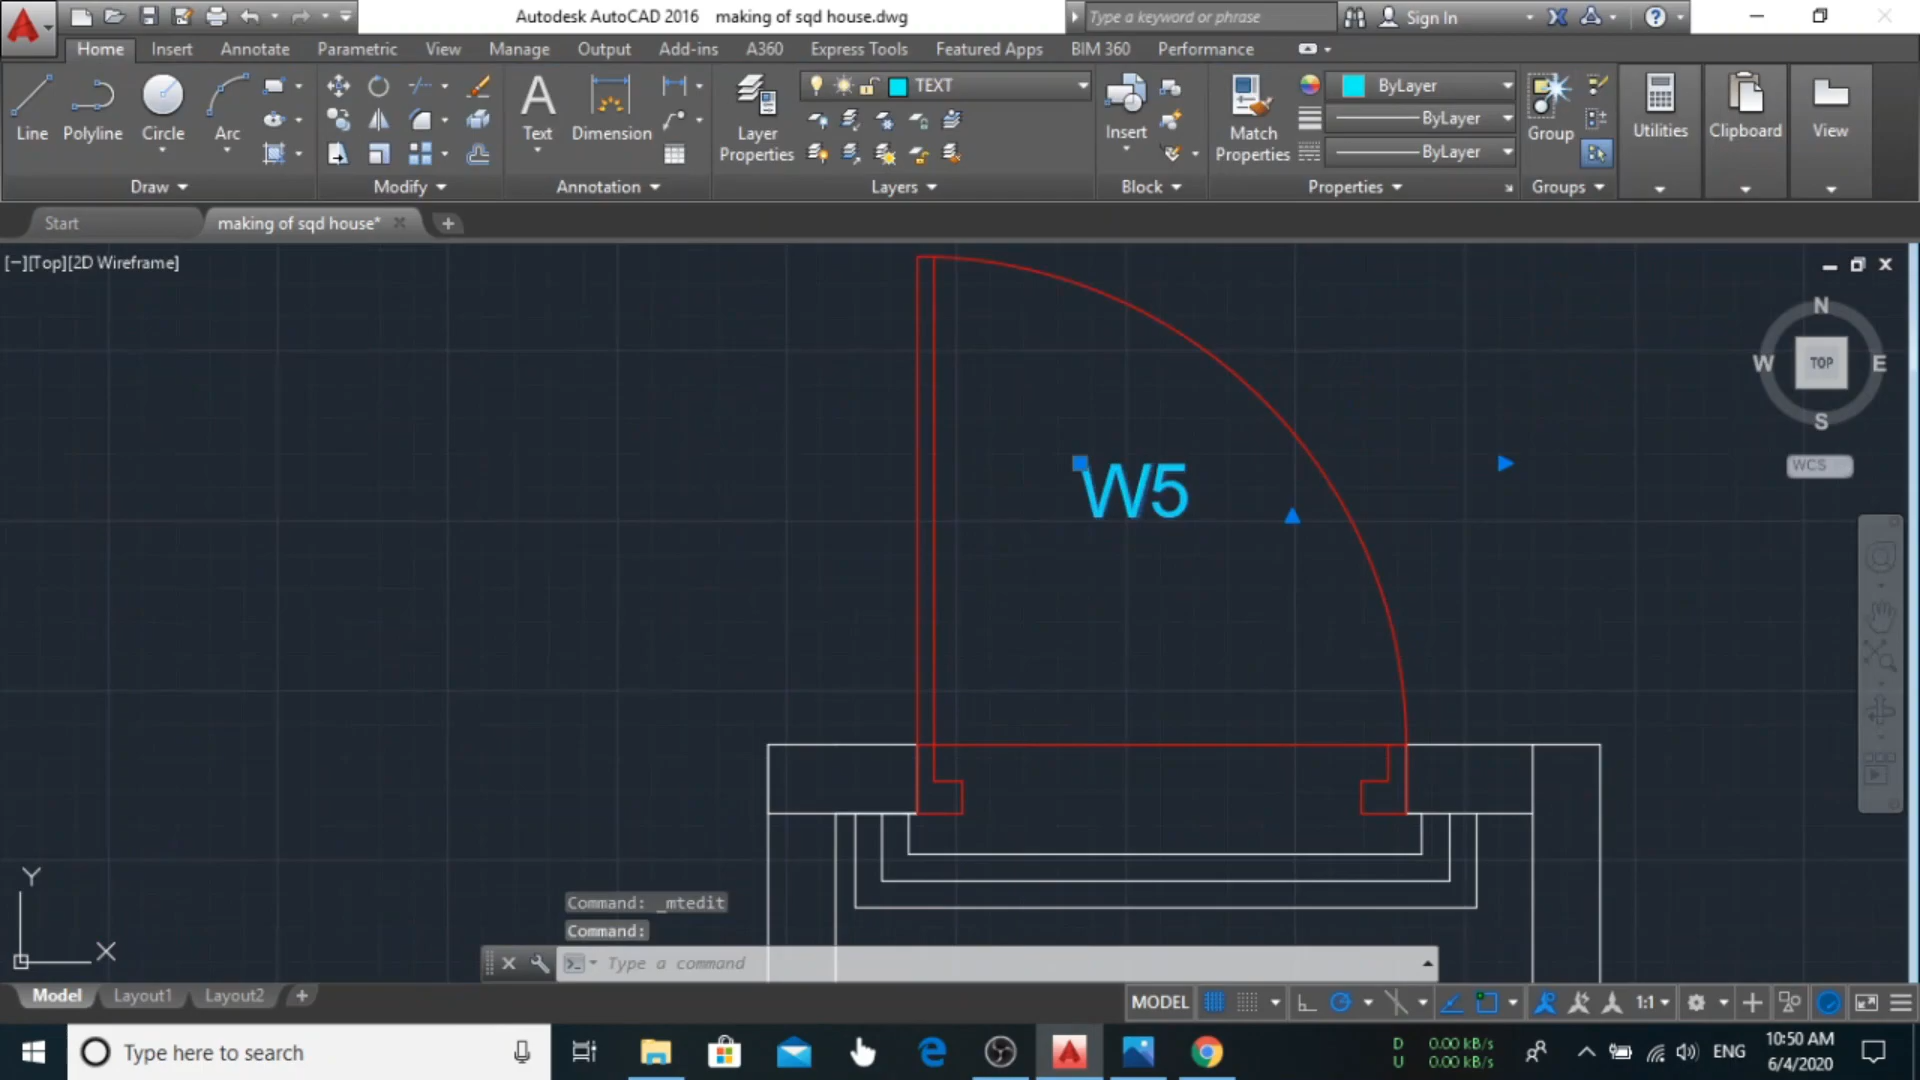 Autodesk AutoCAD 2016 making of sqd house.dwg
Type a keyword or phrase
Sign In
Home Insert Annotate Parametric View Manage Output Add-ins A360 Express Tools Featured Apps BIM 360 Performance
TEXT
ByLayer
ByLayer
ByLayer
Line Polyline Circle Arc
Text Dimension
Layer Properties
Insert
Match Properties
Group
Utilities
Clipboard
View
Draw Modify Annotation Layers Block Properties Groups
Start
making of sqd house*
[−][Top][2D Wireframe]
N
W TOP E
S
WCS
W5
Y
X
Command: _mtedit
Command:
Type a command
Model Layout1 Layout2
MODEL
1:1
Type here to search
D 0.00 kB/s
U 0.00 kB/s
ENG
10:50 AM
6/4/2020